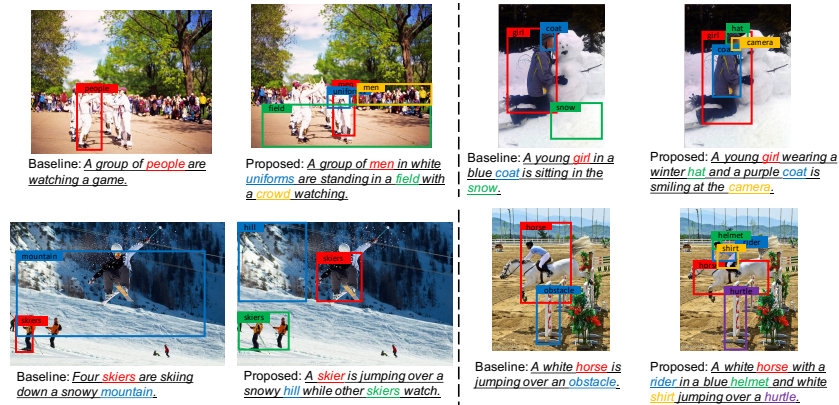 people
men
uniform
men
field
Baseline: A group of people are
watching a game.
Proposed: A group of men in white
uniforms are standing in a field with
a crowd watching.
girl
coat
snow
Baseline: A young girl in a
blue coat is sitting in the
snow.
hat
girl
camera
coat
Proposed: A young girl wearing a
winter hat and a purple coat is
smiling at the camera.
mountain
skiers
Baseline: Four skiers are skiing
down a snowy mountain.
hill
skiers
skiers
Proposed: A skier is jumping over a
snowy hill while other skiers watch.
horse
obstacle
Baseline: A white horse is
jumping over an obstacle.
helmet
rider
shirt
horse
hurtle
Proposed: A white horse with a
rider in a blue helmet and white
shirt jumping over a hurtle.